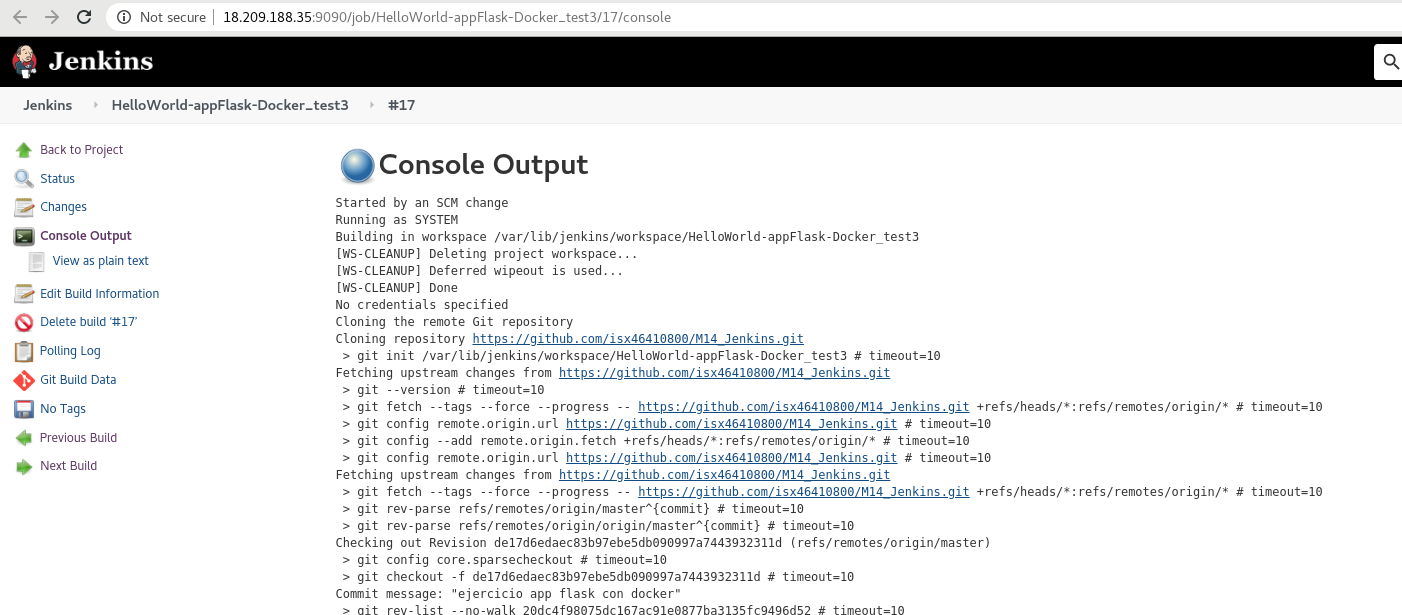 Not secure | 18.209.188.35:9090/job/HelloWorld-appFlask-Docker_test3/17/console
Jenkins
Jenkins HelloWorld-appFlask-Docker_test3 #17
Back to Project
Status
Changes
Console Output
View as plain text
Edit Build Information
Delete build ‘#17’
Polling Log
Git Build Data
No Tags
Previous Build
Next Build
Console Output
Started by an SCM change
Running as SYSTEM
Building in workspace /var/lib/jenkins/workspace/HelloWorld-appFlask-Docker_test3
[WS-CLEANUP] Deleting project workspace...
[WS-CLEANUP] Deferred wipeout is used...
[WS-CLEANUP] Done
No credentials specified
Cloning the remote Git repository
Cloning repository https://github.com/isx46410800/M14_Jenkins.git
> git init /var/lib/jenkins/workspace/HelloWorld-appFlask-Docker_test3 # timeout=10
Fetching upstream changes from https://github.com/isx46410800/M14_Jenkins.git
> git --version # timeout=10
> git fetch --tags --force --progress -- https://github.com/isx46410800/M14_Jenkins.git +refs/heads/*:refs/remotes/origin/* # timeout=10
> git config remote.origin.url https://github.com/isx46410800/M14_Jenkins.git # timeout=10
> git config --add remote.origin.fetch +refs/heads/*:refs/remotes/origin/* # timeout=10
> git config remote.origin.url https://github.com/isx46410800/M14_Jenkins.git # timeout=10
Fetching upstream changes from https://github.com/isx46410800/M14_Jenkins.git
> git fetch --tags --force --progress -- https://github.com/isx46410800/M14_Jenkins.git +refs/heads/*:refs/remotes/origin/* # timeout=10
> git rev-parse refs/remotes/origin/master^{commit} # timeout=10
> git rev-parse refs/remotes/origin/origin/master^{commit} # timeout=10
Checking out Revision de17d6edaec83b97ebe5db090997a7443932311d (refs/remotes/origin/master)
> git config core.sparsecheckout # timeout=10
> git checkout -f de17d6edaec83b97ebe5db090997a7443932311d # timeout=10
Commit message: "ejercicio app flask con docker"
> git rev-list --no-walk 20dc4f98075dc167ac91e0877ba3135fc9496d52 # timeout=10